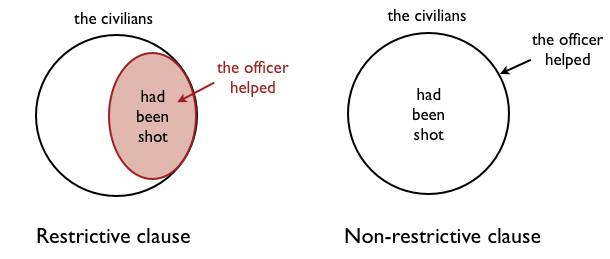 the civilians
the officer
helped
had
been
shot
Restrictive clause
the civilians
the officer
helped
had
been
shot
Non-restrictive clause